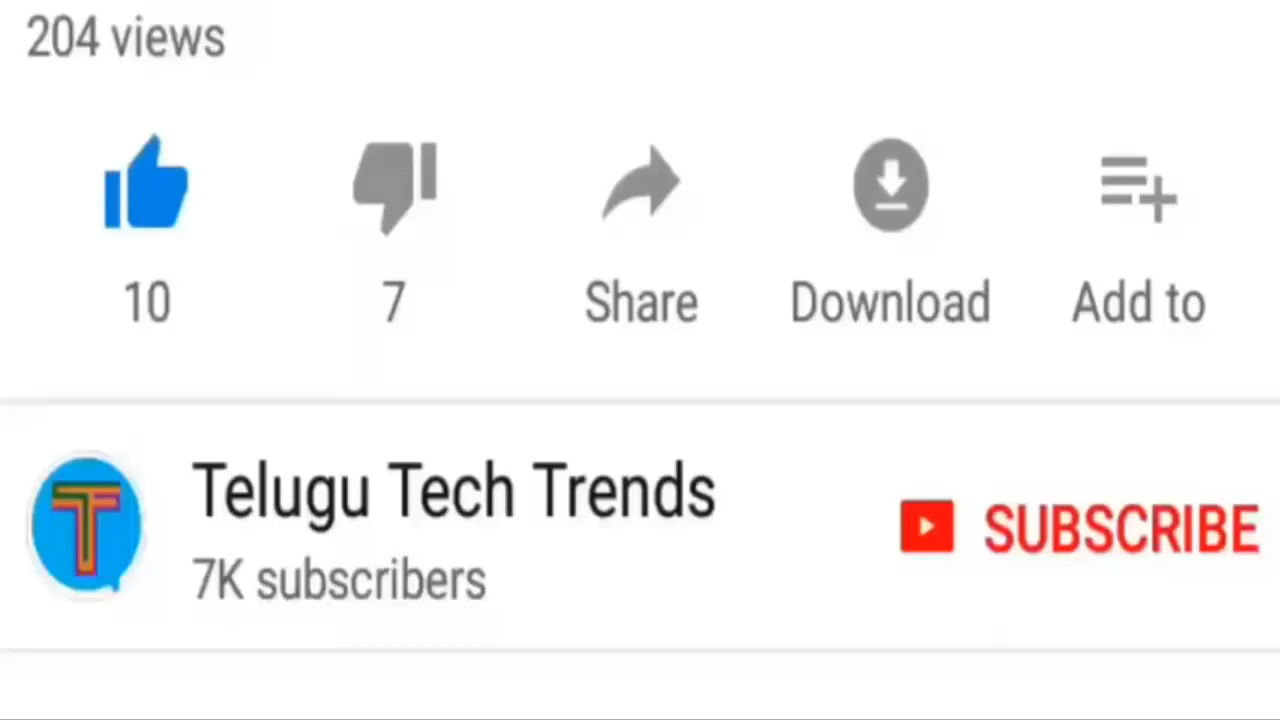 204 views
10 7 Share Download Add to
Telugu Tech Trends
SUBSCRIBE
7K subscribers